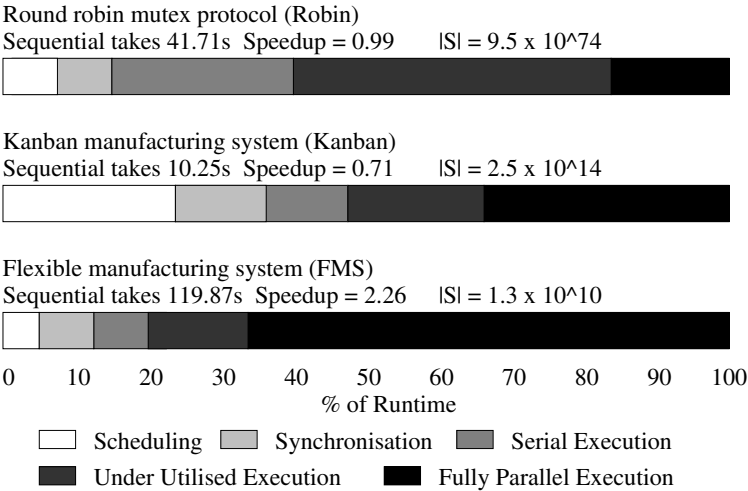 Round robin mutex protocol (Robin)
Sequential takes 41.71s Speedup = 0.99 |S| = 9.5 x 10^74
Kanban manufacturing system (Kanban)
Sequential takes 10.25s Speedup = 0.71 |S| = 2.5 x 10^14
Flexible manufacturing system (FMS)
Sequential takes 119.87s Speedup = 2.26 |S| = 1.3 x 10^10
0 10 20 30 40 50 60 70 80 90 100
% of Runtime
Scheduling Synchronisation Serial Execution
Under Utilised Execution Fully Parallel Execution